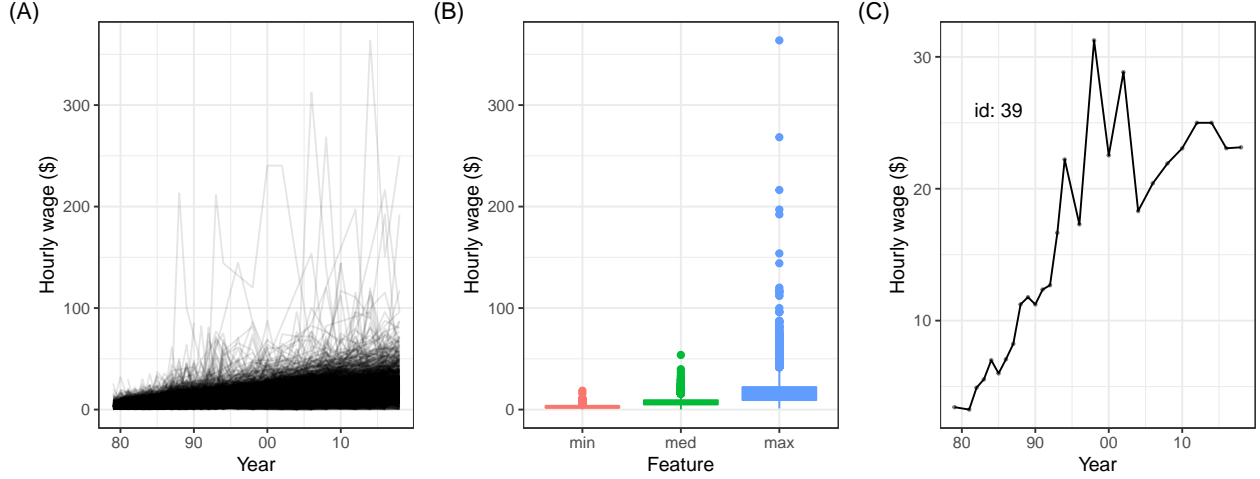 (A)
300
200
100
0
Hourly wage ($)
80 90 00 10
Year
(B)
300
200
100
0
Hourly wage ($)
min med max
Feature
(C)
30
20
10
Hourly wage ($)
id: 39
80 90 00 10
Year